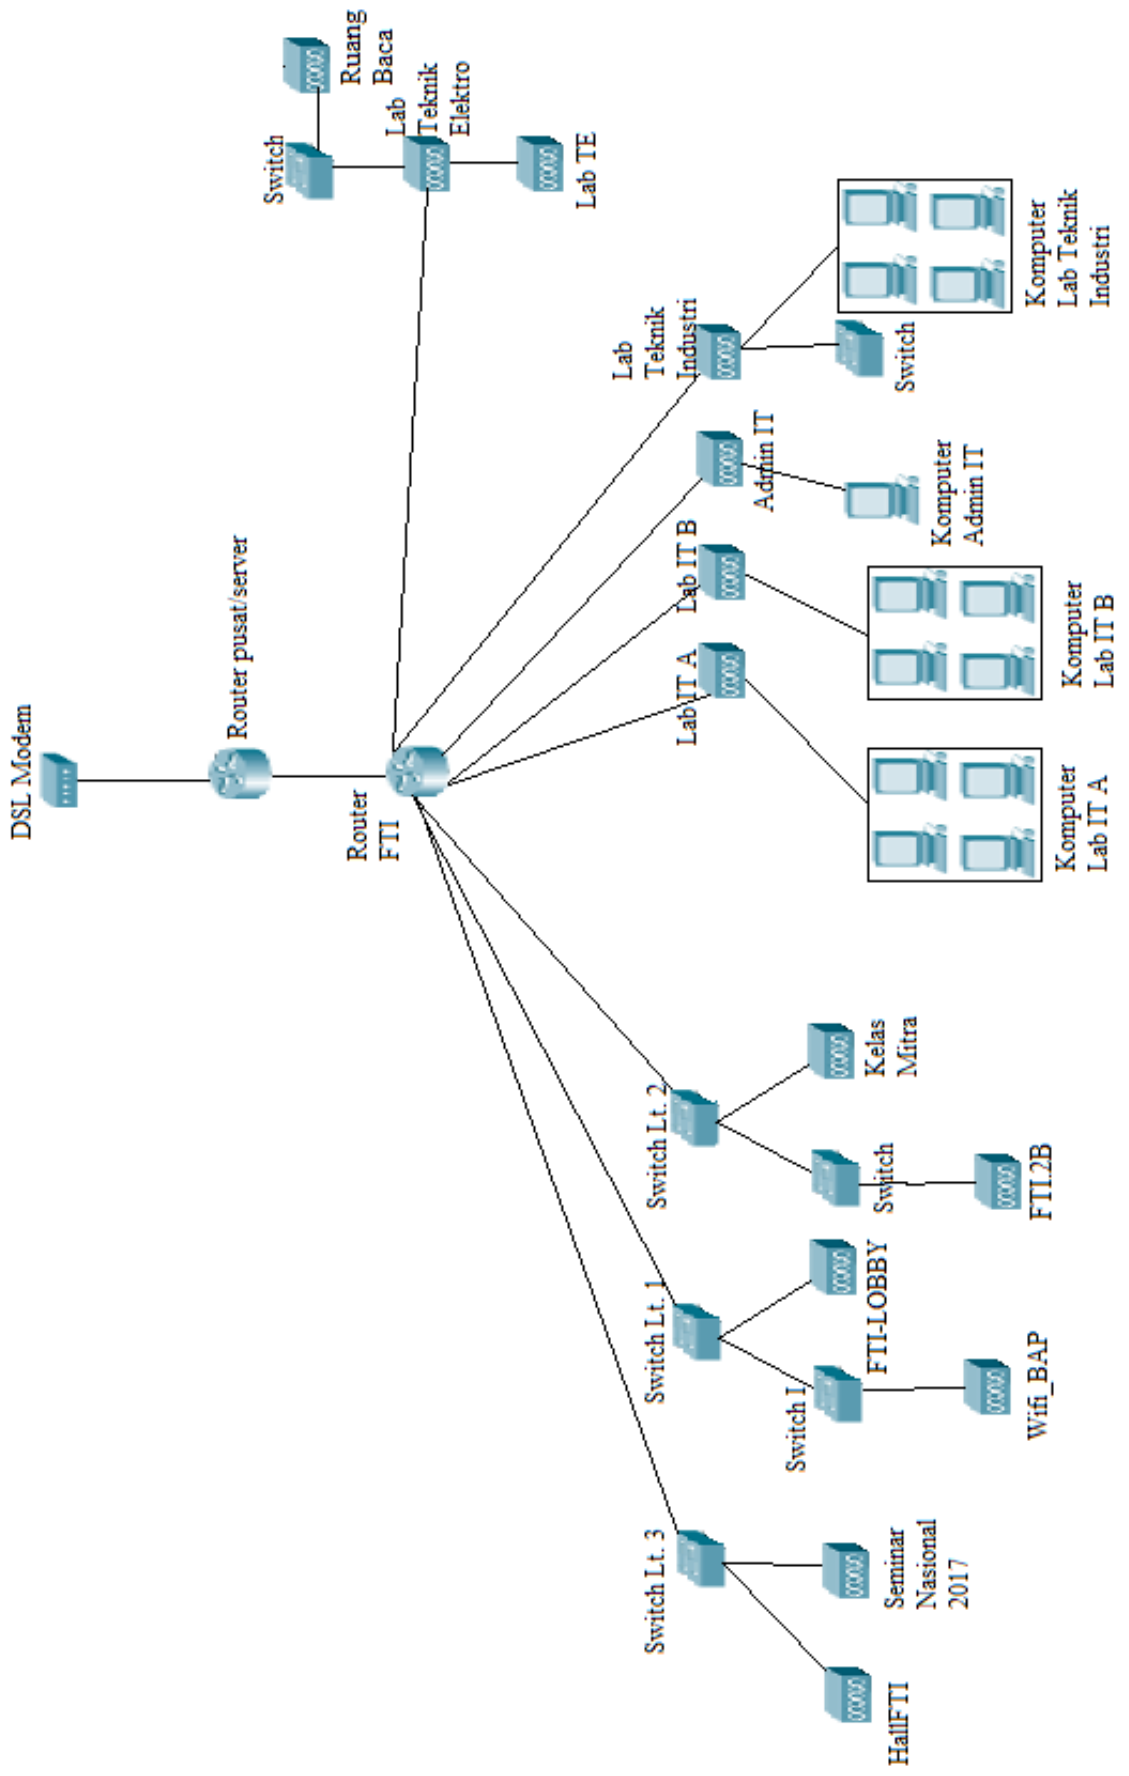 DSL Modem
Router pusat/server
Router
FTI
Switch
Ruang
Baca
Lab
Teknik
Elektro
Lab TE
Switch Lt. 3
HallFTI
Seminar
Nasional
2017
Switch Lt. 1
Switch I
Wifi_BAP
FTI-LOBBY
Switch Lt. 2
Switch
FTI.2B
Kelas
Mitra
Lab IT A
Komputer
Lab IT A
Lab IT B
Komputer
Lab IT B
Admin IT
Komputer
Admin IT
Lab
Teknik
Industri
Switch
Komputer
Lab Teknik
Industri